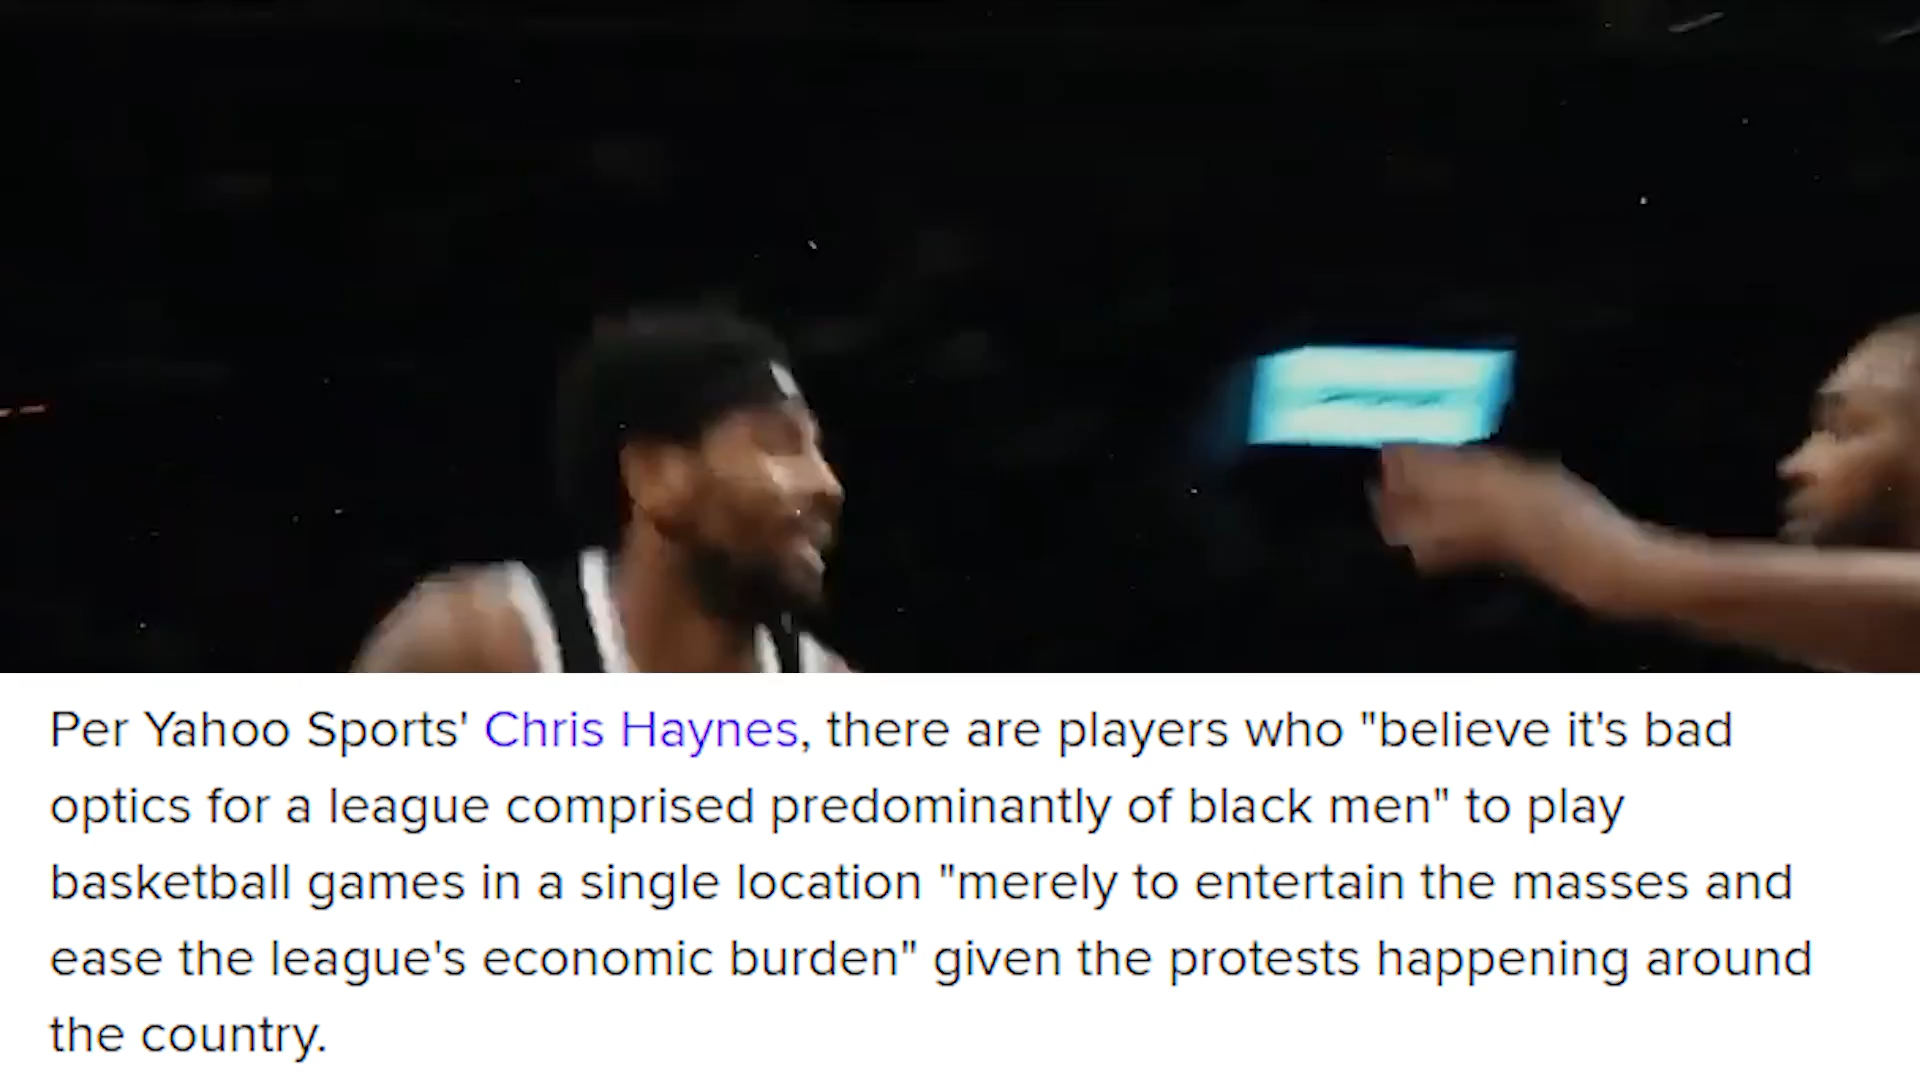 Per Yahoo Sports' Chris Haynes, there are players who "believe it's bad
optics for a league comprised predominantly of black men" to play
basketball games in a single location "merely to entertain the masses and
ease the league's economic burden" given the protests happening around
the country.